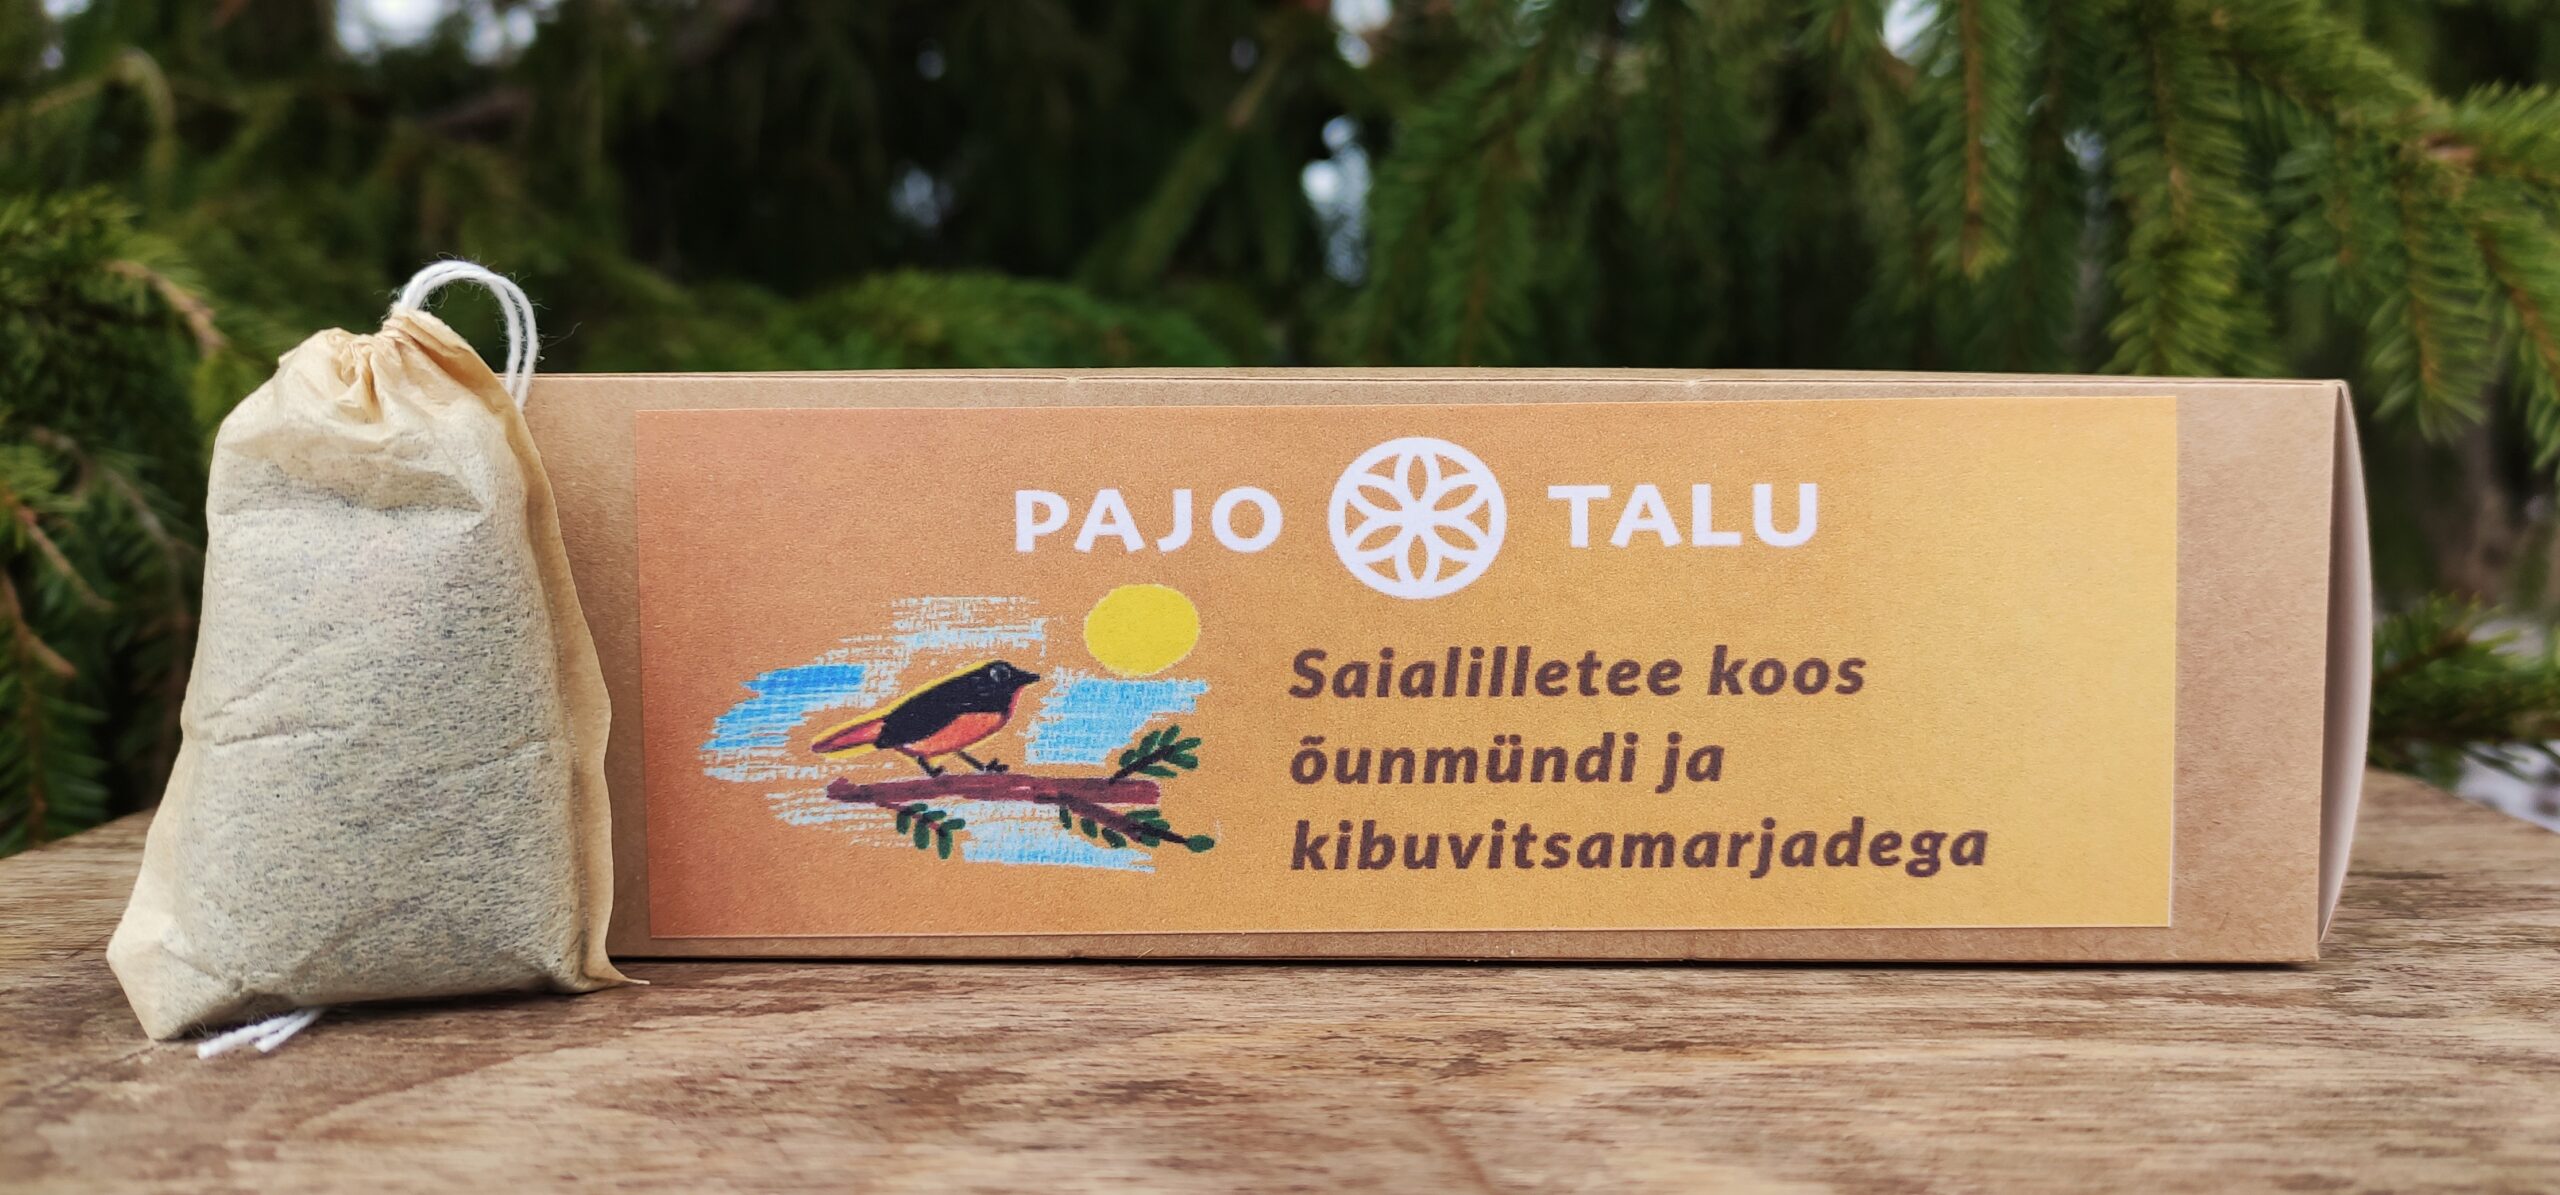 PAJO TALU
Saialilletee koos
õunmündi ja
kibuvitsamarjadega